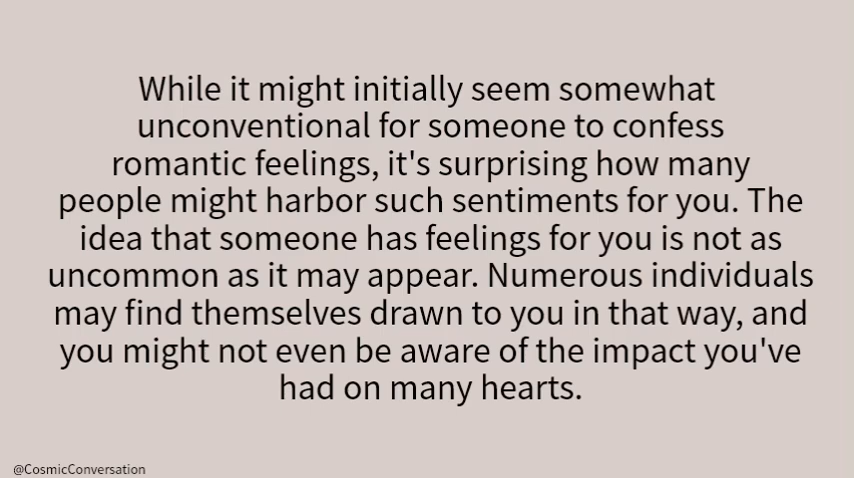 While it might initially seem somewhat
unconventional for someone to confess
romantic feelings, it's surprising how many
people might harbor such sentiments for you. The
idea that someone has feelings for you is not as
uncommon as it may appear. Numerous individuals
may find themselves drawn to you in that way, and
you might not even be aware of the impact you've
had on many hearts.
@CosmicConversation